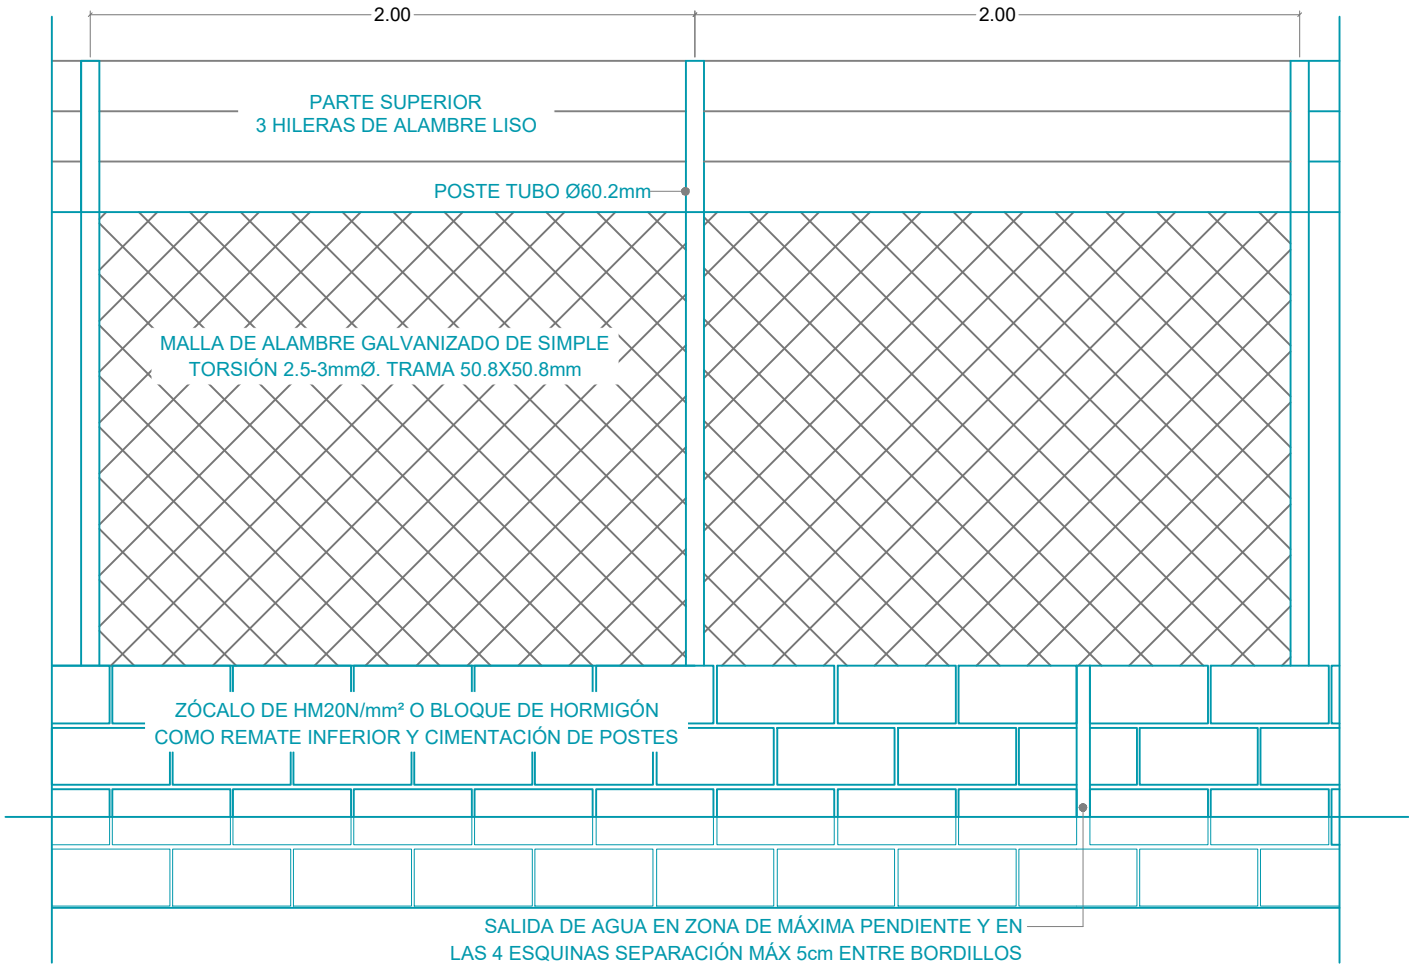 2.00
2.00
PARTE SUPERIOR
3 HILERAS DE ALAMBRE LISO
POSTE TUBO Ø60.2mm
MALLA DE ALAMBRE GALVANIZADO DE SIMPLE
TORSIÓN 2.5-3mmØ. TRAMA 50.8X50.8mm
ZÓCALO DE HM20N/mm² O BLOQUE DE HORMIGÓN
COMO REMATE INFERIOR Y CIMENTACIÓN DE POSTES
SALIDA DE AGUA EN ZONA DE MÁXIMA PENDIENTE Y EN
LAS 4 ESQUINAS SEPARACIÓN MÁX 5cm ENTRE BORDILLOS